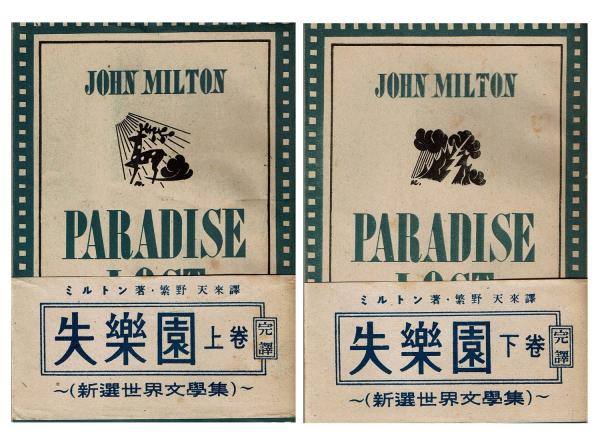 JOHN MILTON
PARADISE
LOST
ミルトン著・繁野天來譯
失樂園上卷
完譯
～(新選世界文學集)～
JOHN MILTON
PARADISE
LOST
ミルトン著・繁野天來譯
失樂園下卷
完譯
～(新選世界文學集)～